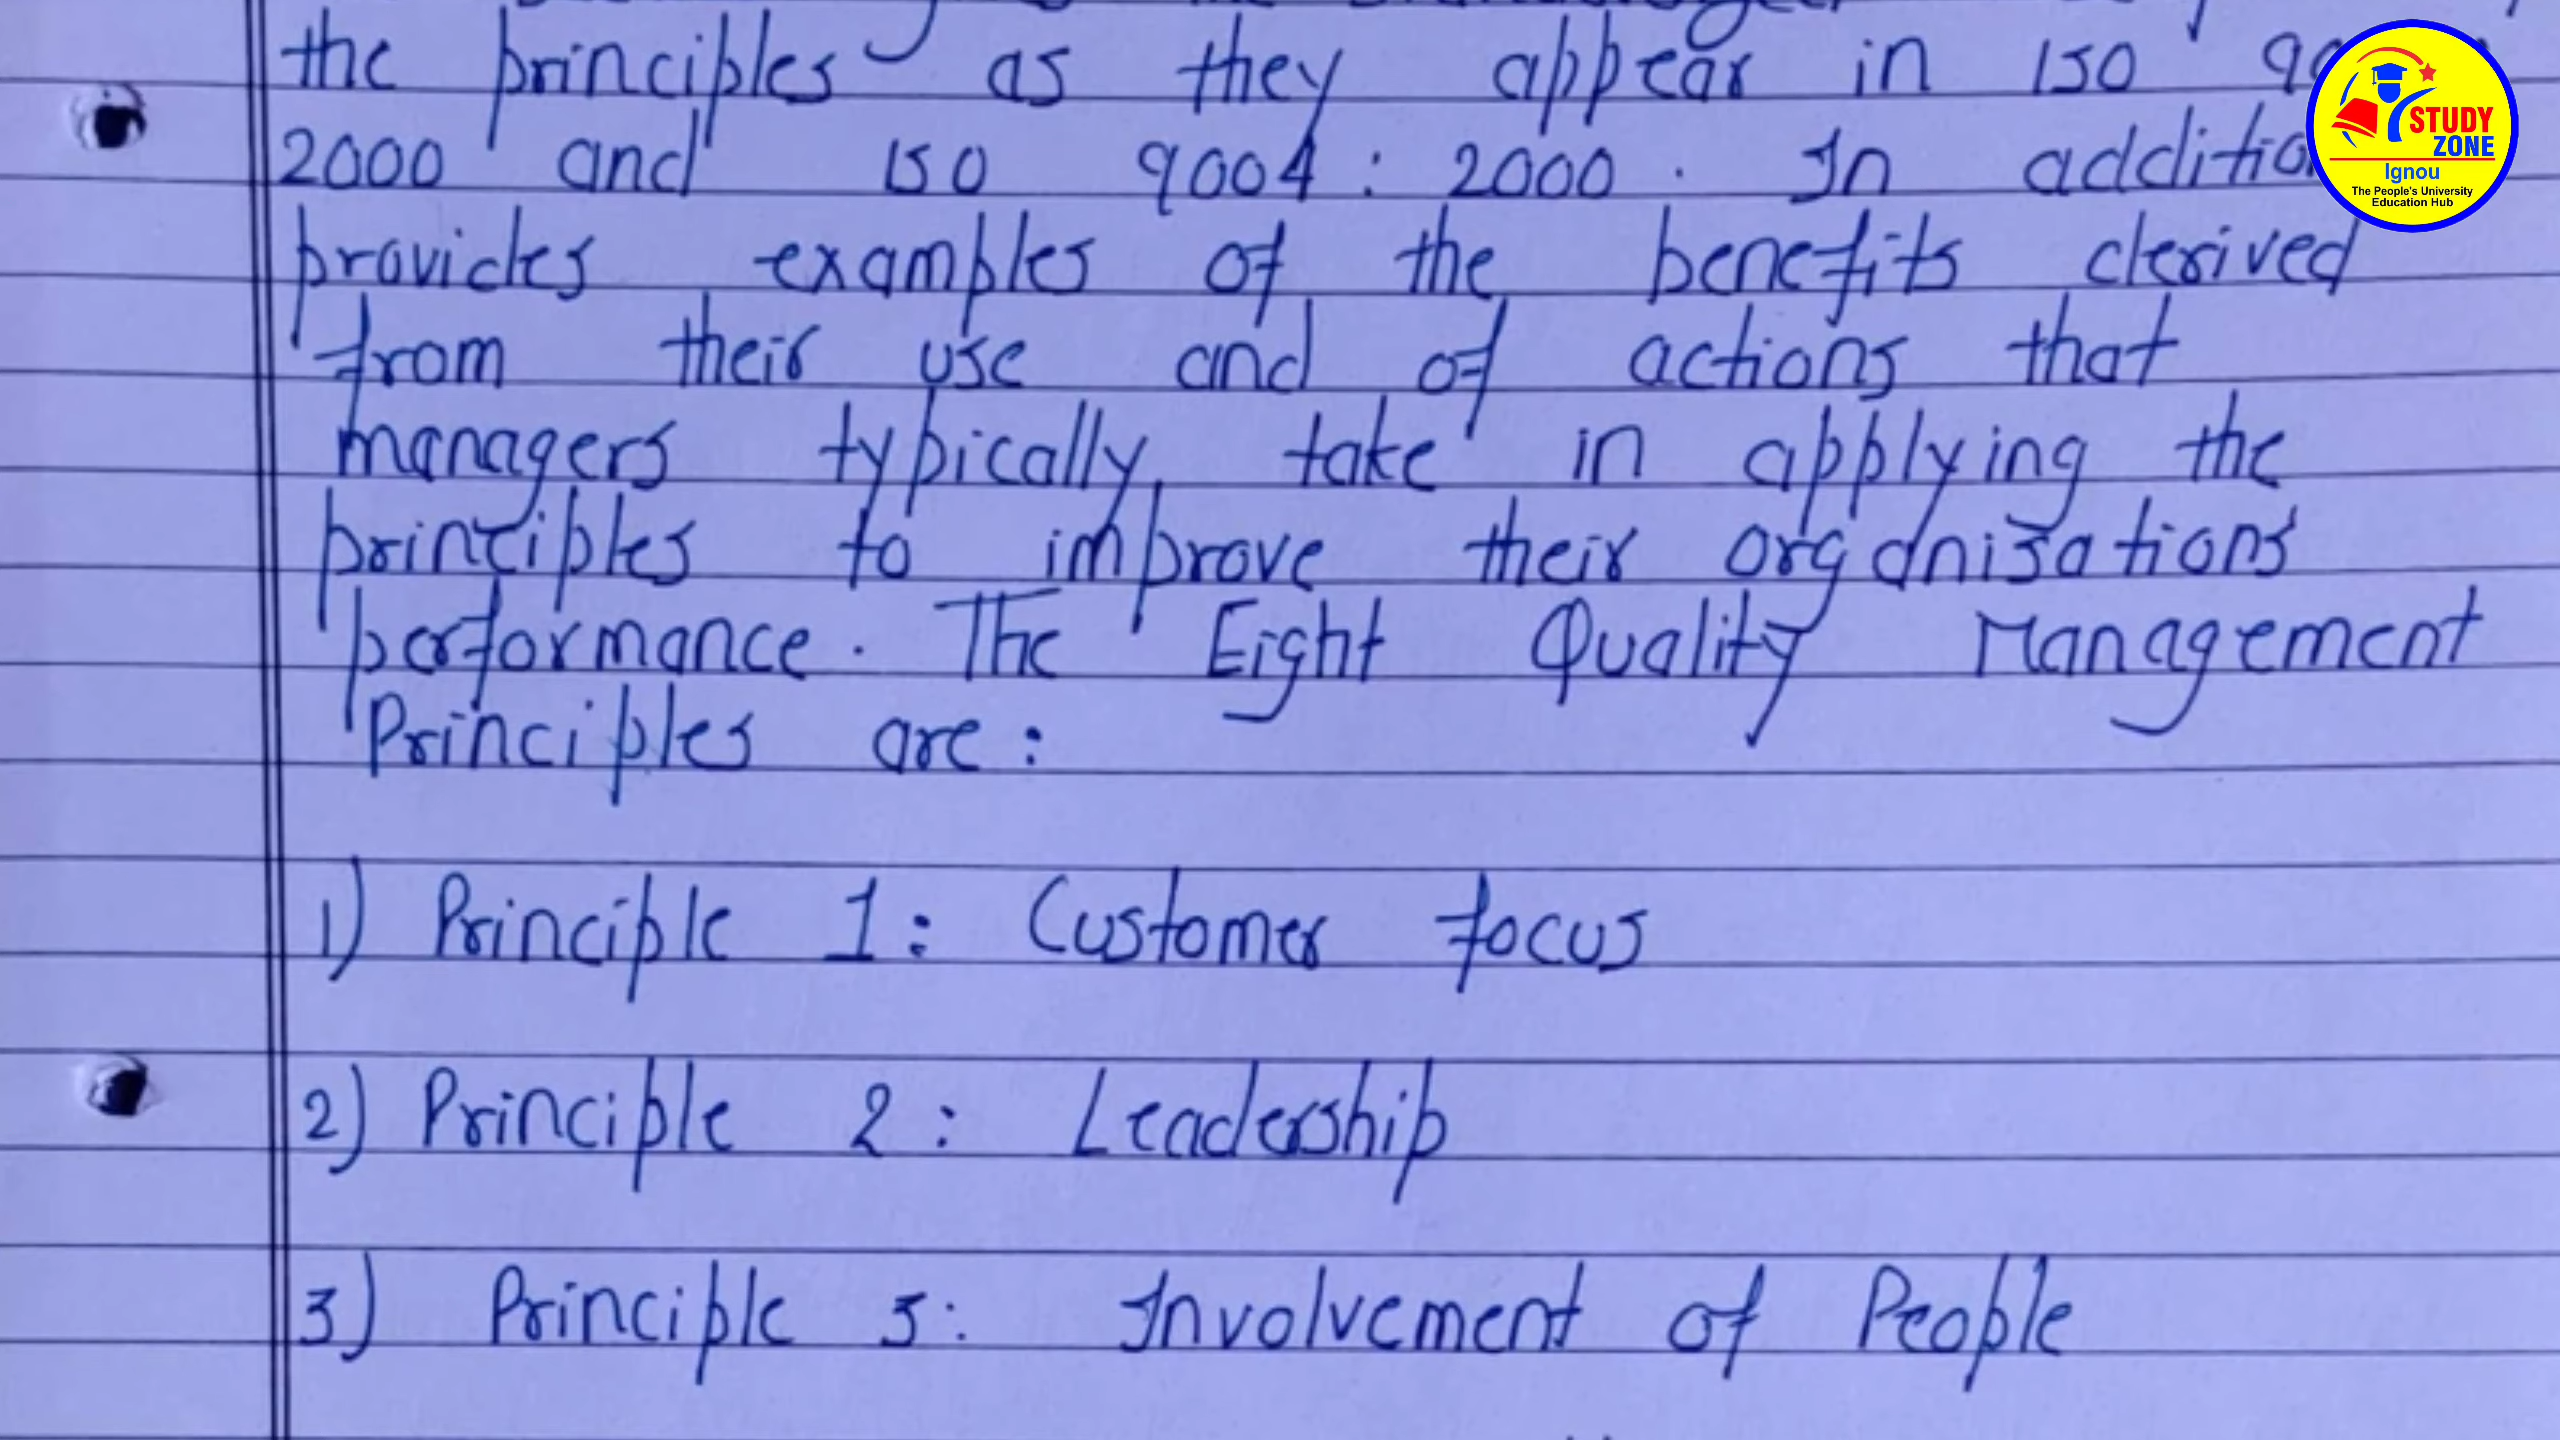 the principles as they appear in ISO
2000 and ISO 9004 : 2000 . In
provides examples of the benefits derived
from their use and of actions that
managers typically take in applying the
principles to improve their organisations
performance . The Eight Quality Management
Principles are :
1) Principle 1 : Customer focus
2) Principle 2 : Leadership
3) Principle 3 : Involvement of People
STUDY
ZONE
Ignou
The People's University
Education Hub